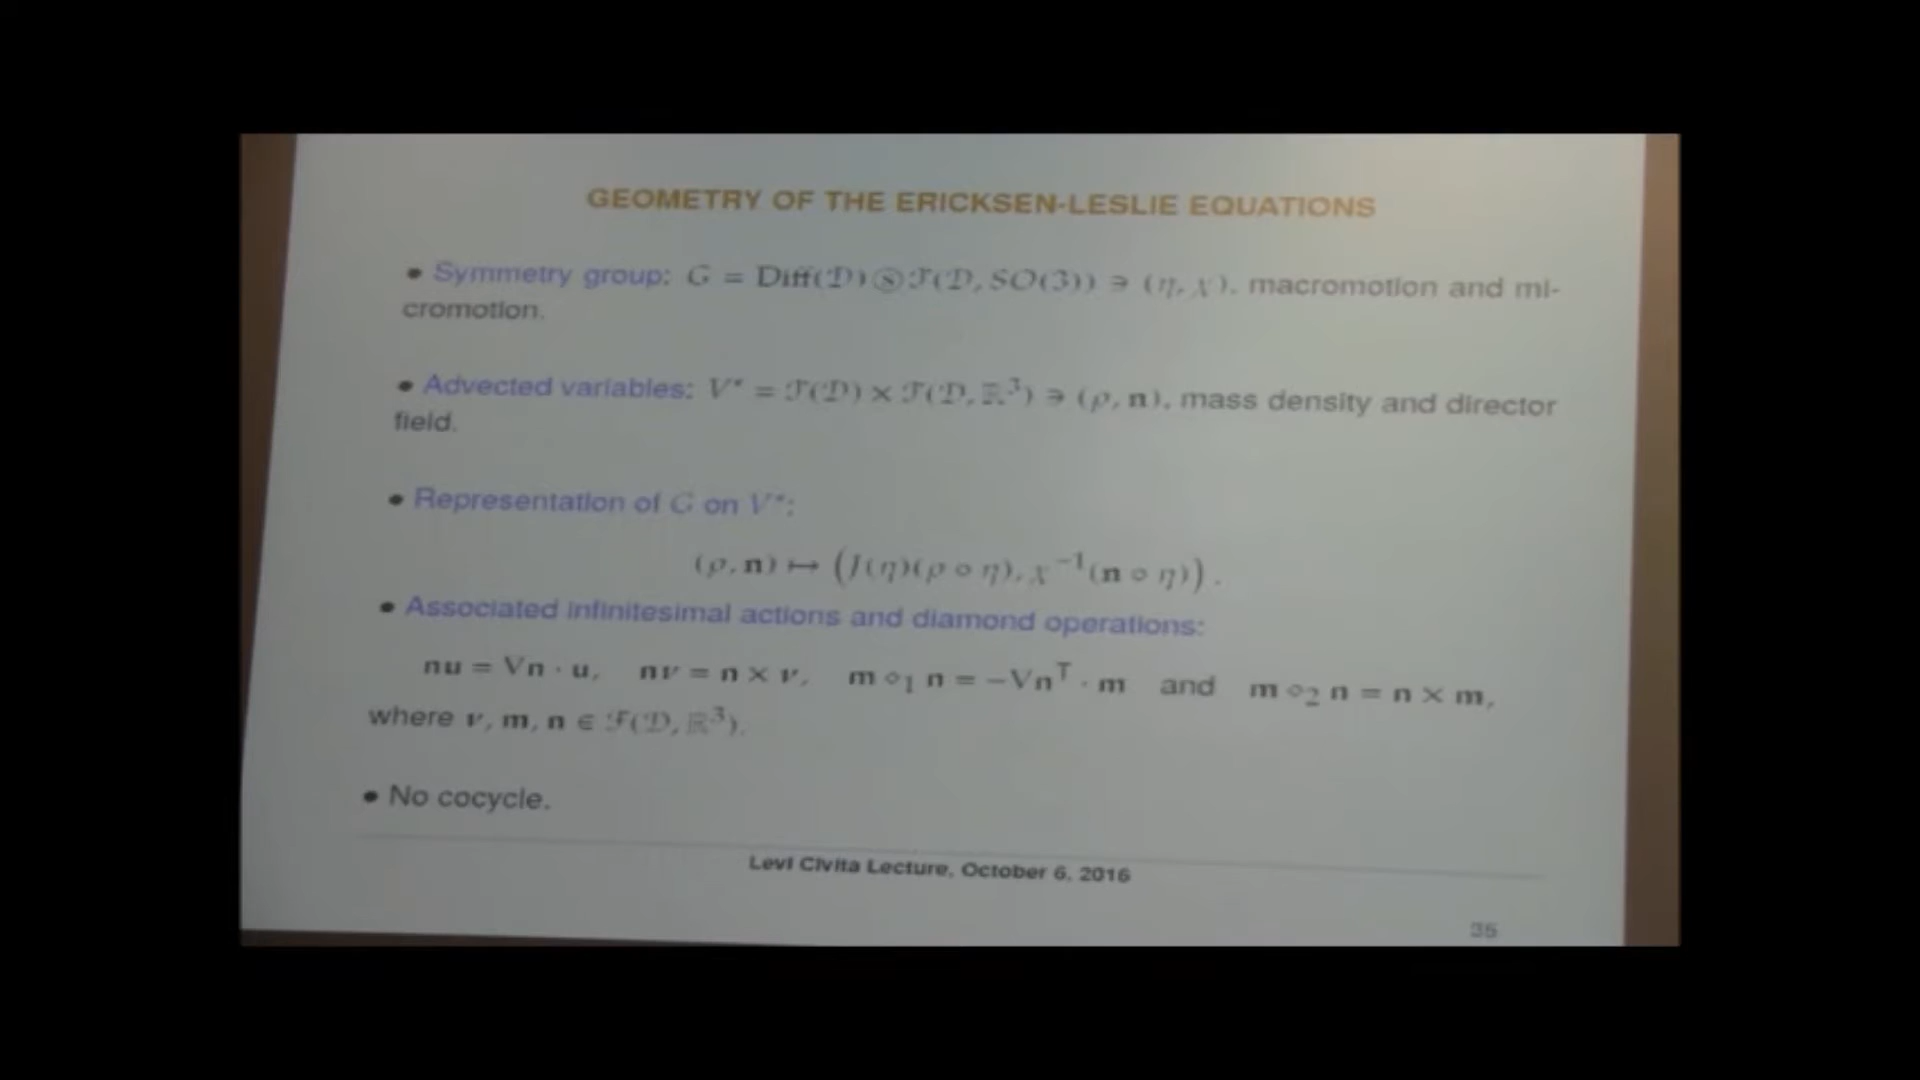 GEOMETRY OF THE ERICKSEN-LESLIE EQUATIONS
• Symmetry group: G = Diff(𝒟) Ⓢ ℱ(𝒟, SO(3)) ∋ (η, χ), macromotion and mi-
cromotion.
• Advected variables: V* = ℱ(𝒟) × ℱ(𝒟, ℝ³) ∋ (ρ, n), mass density and director
field.
• Representation of G on V*:
(ρ, n) ↦ (J(η)(ρ ∘ η), χ⁻¹(n ∘ η)).
• Associated infinitesimal actions and diamond operations:
nu = ∇n · u, nν = n × ν, m ⋄₁ n = −∇nᵀ · m and m ⋄₂ n = n × m,
where ν, m, n ∈ ℱ(𝒟, ℝ³).
• No cocycle.
Levi Civita Lecture, October 6, 2016
35